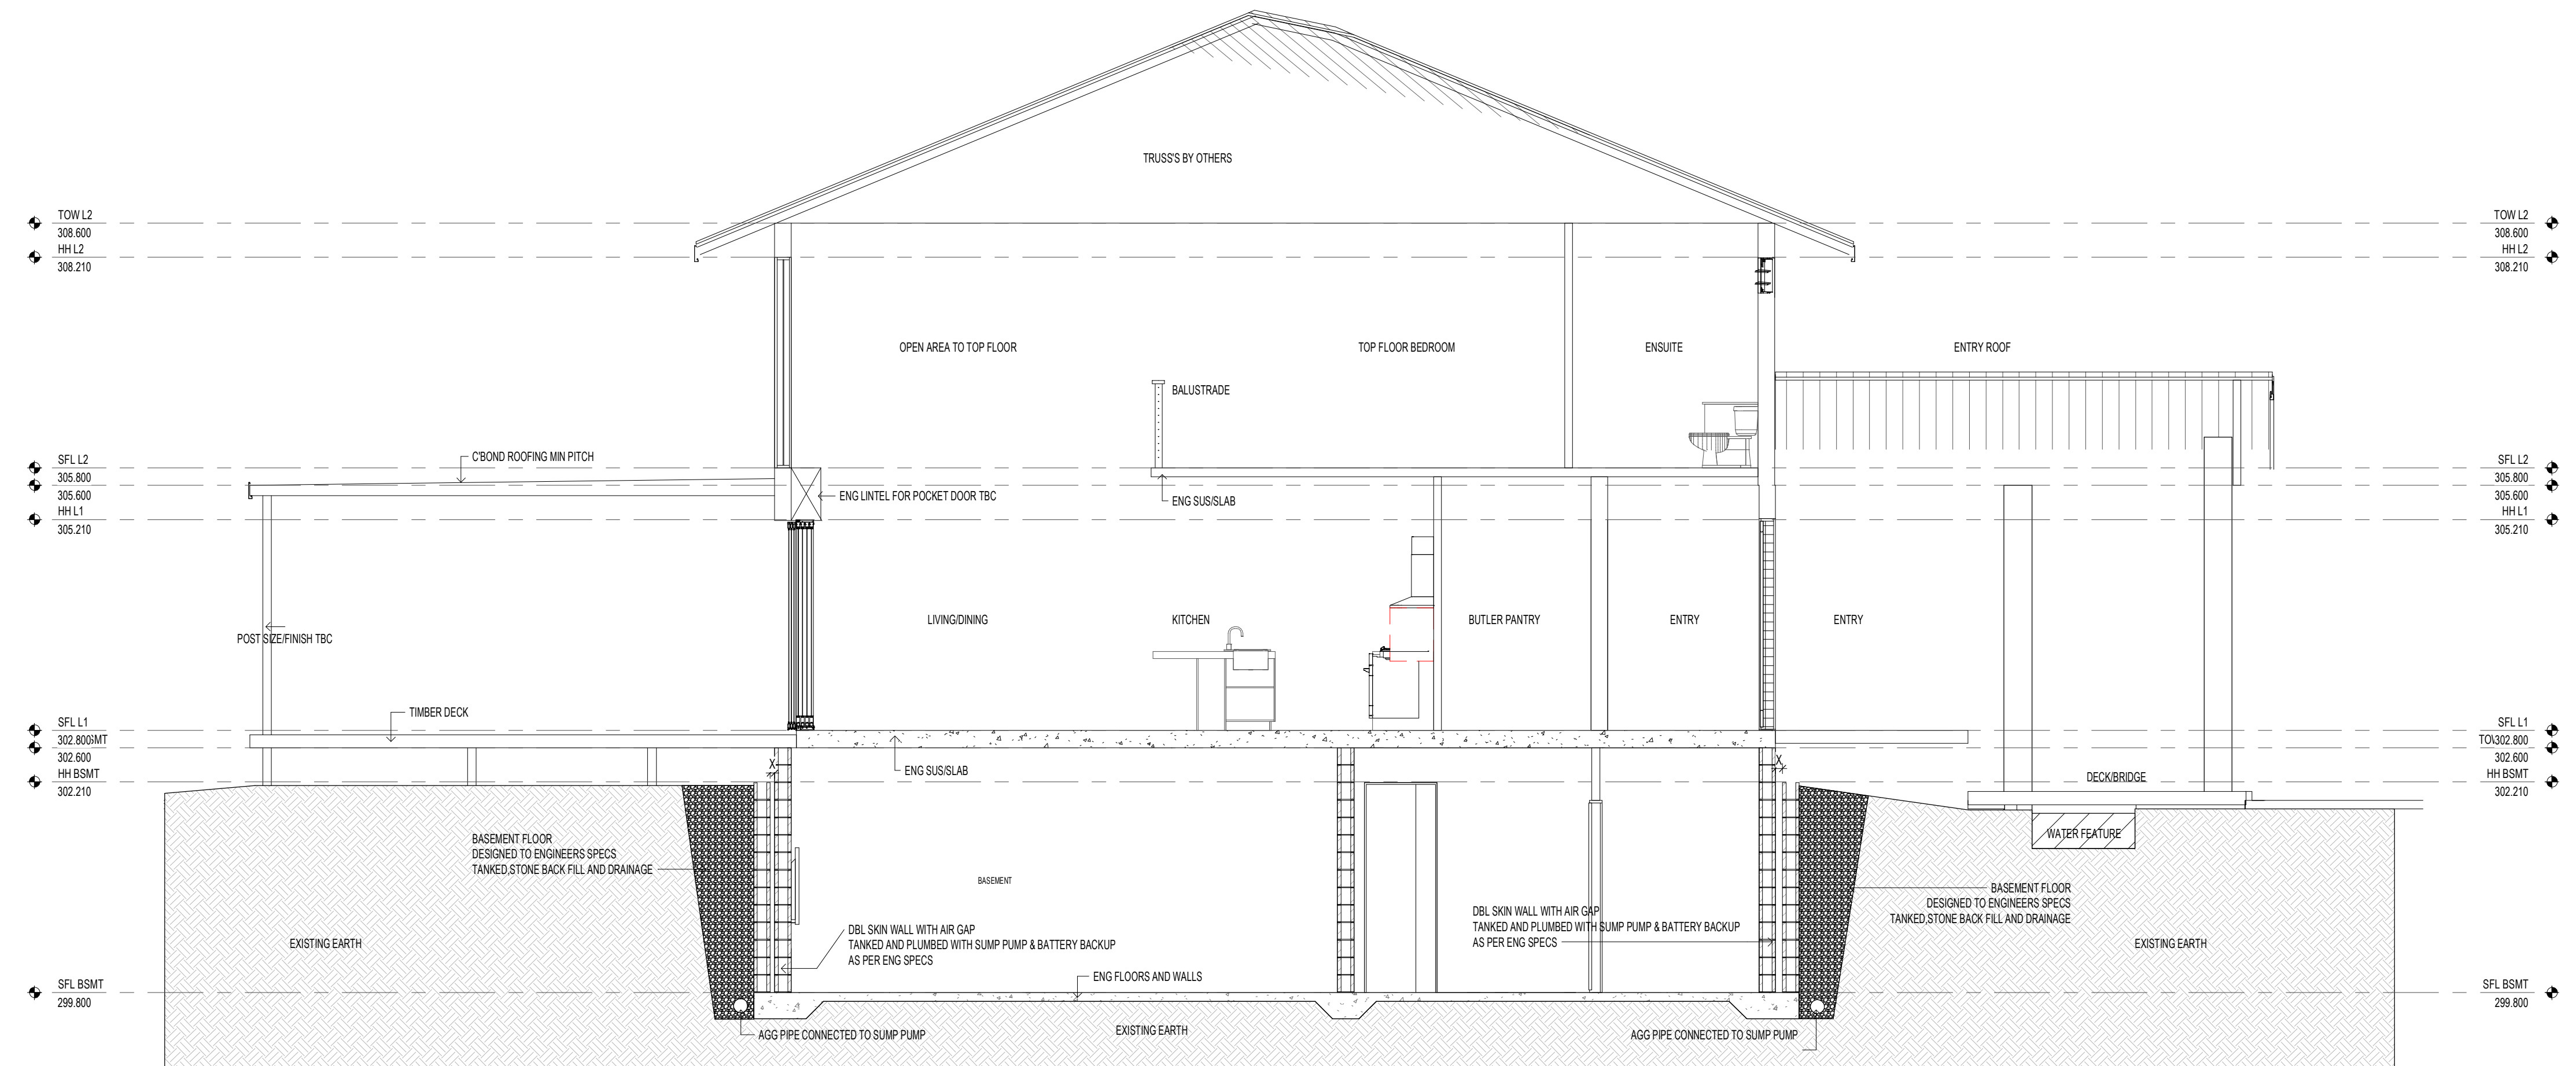 TRUSS'S BY OTHERS
TOW L2
308.600
HH L2
308.210
TOW L2
308.600
HH L2
308.210
OPEN AREA TO TOP FLOOR
TOP FLOOR BEDROOM
ENSUITE
ENTRY ROOF
BALUSTRADE
C'BOND ROOFING MIN PITCH
SFL L2
305.800
305.600
HH L1
305.210
ENG LINTEL FOR POCKET DOOR TBC
ENG SUS/SLAB
SFL L2
305.800
305.600
HH L1
305.210
POST SIZE/FINISH TBC
LIVING/DINING
KITCHEN
BUTLER PANTRY
ENTRY
ENTRY
TIMBER DECK
SFL L1
302.800
302.600
HH BSMT
302.210
ENG SUS/SLAB
X
X
SFL L1
302.800
302.600
HH BSMT
302.210
DECK/BRIDGE
WATER FEATURE
BASEMENT FLOOR
DESIGNED TO ENGINEERS SPECS
TANKED,STONE BACK FILL AND DRAINAGE
BASEMENT
BASEMENT FLOOR
DESIGNED TO ENGINEERS SPECS
TANKED,STONE BACK FILL AND DRAINAGE
DBL SKIN WALL WITH AIR GAP
TANKED AND PLUMBED WITH SUMP PUMP & BATTERY BACKUP
AS PER ENG SPECS
DBL SKIN WALL WITH AIR GAP
TANKED AND PLUMBED WITH SUMP PUMP & BATTERY BACKUP
AS PER ENG SPECS
EXISTING EARTH
EXISTING EARTH
ENG FLOORS AND WALLS
SFL BSMT
299.800
SFL BSMT
299.800
AGG PIPE CONNECTED TO SUMP PUMP
EXISTING EARTH
AGG PIPE CONNECTED TO SUMP PUMP